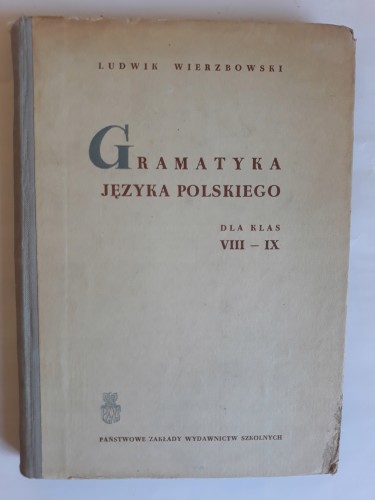 LUDWIK WIERZBOWSKI
GRAMATYKA
JĘZYKA POLSKIEGO
DLA KLAS
VIII – IX
PAŃSTWOWE ZAKŁADY WYDAWNICTW SZKOLNYCH